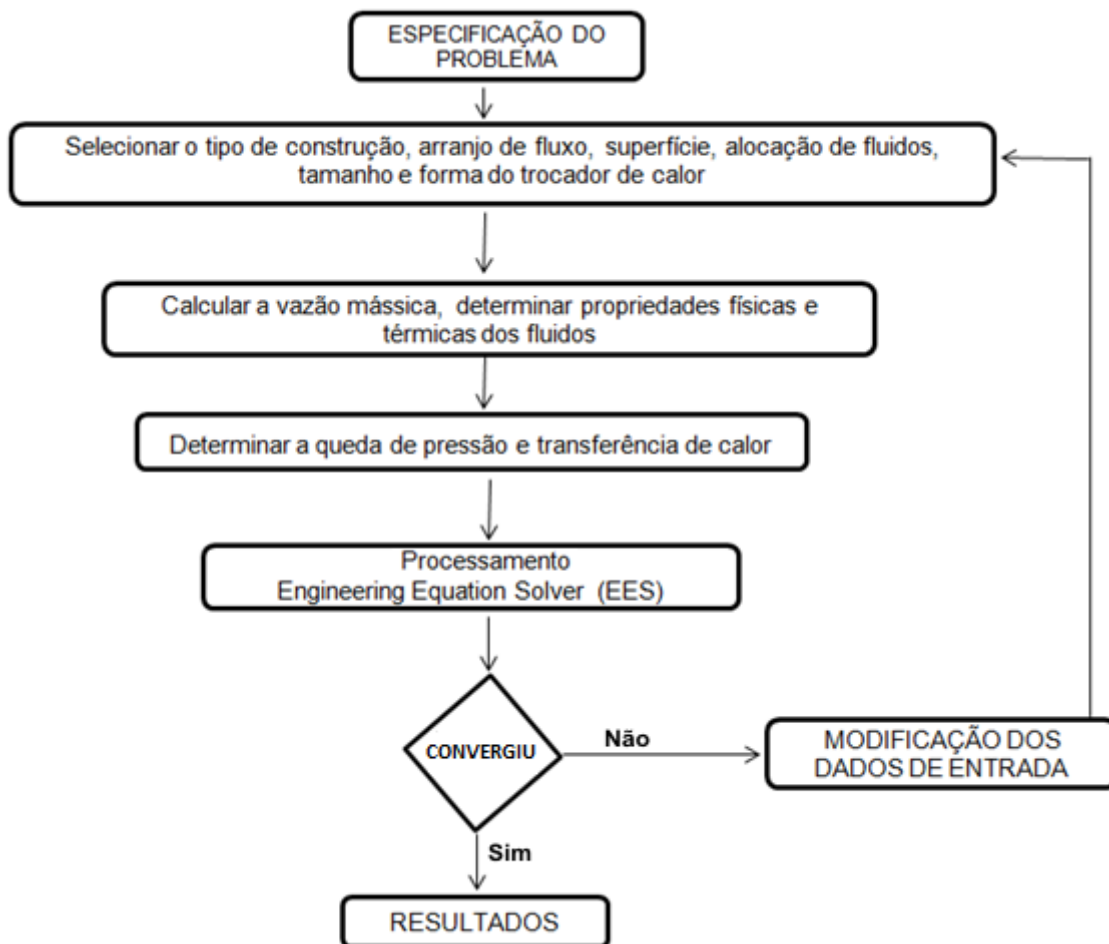 ESPECIFICAÇÃO DO
PROBLEMA
Selecionar o tipo de construção, arranjo de fluxo, superfície, alocação de fluidos,
tamanho e forma do trocador de calor
Calcular a vazão mássica, determinar propriedades físicas e
térmicas dos fluidos
Determinar a queda de pressão e transferência de calor
Processamento
Engineering Equation Solver (EES)
CONVERGIU
Não
MODIFICAÇÃO DOS
DADOS DE ENTRADA
Sim
RESULTADOS